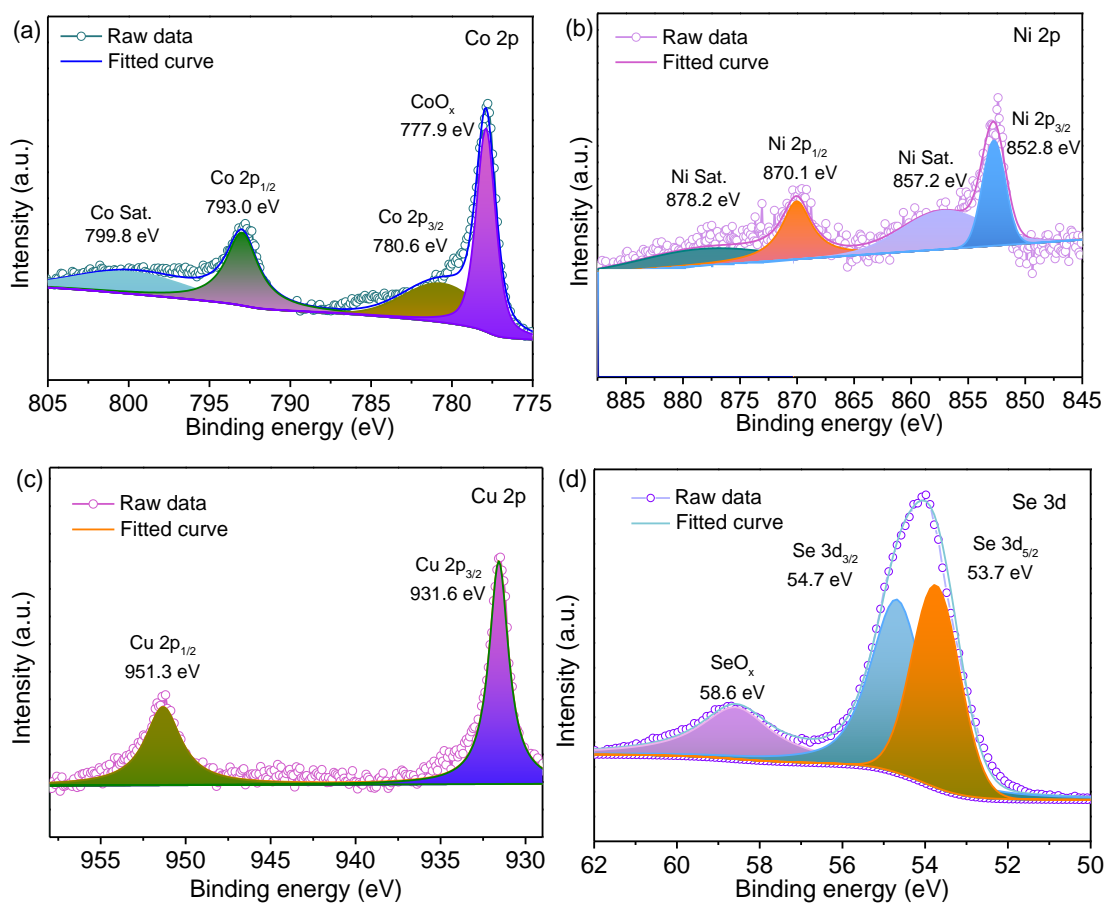 (a)
Raw data
Fitted curve
Co 2p
CoOₓ
777.9 eV
Co 2p₁/₂
793.0 eV
Co 2p₃/₂
780.6 eV
Co Sat.
799.8 eV
Intensity (a.u.)
805 800 795 790 785 780 775
Binding energy (eV)
(b)
Raw data
Fitted curve
Ni 2p
Ni 2p₃/₂
852.8 eV
Ni 2p₁/₂
870.1 eV
Ni Sat.
857.2 eV
Ni Sat.
878.2 eV
Intensity (a.u.)
885 880 875 870 865 860 855 850 845
Binding energy (eV)
(c)
Raw data
Fitted curve
Cu 2p
Cu 2p₃/₂
931.6 eV
Cu 2p₁/₂
951.3 eV
Intensity (a.u.)
955 950 945 940 935 930
Binding energy (eV)
(d)
Raw data
Fitted curve
Se 3d
Se 3d₃/₂
54.7 eV
Se 3d₅/₂
53.7 eV
SeOₓ
58.6 eV
Intensity (a.u.)
62 60 58 56 54 52 50
Binding energy (eV)